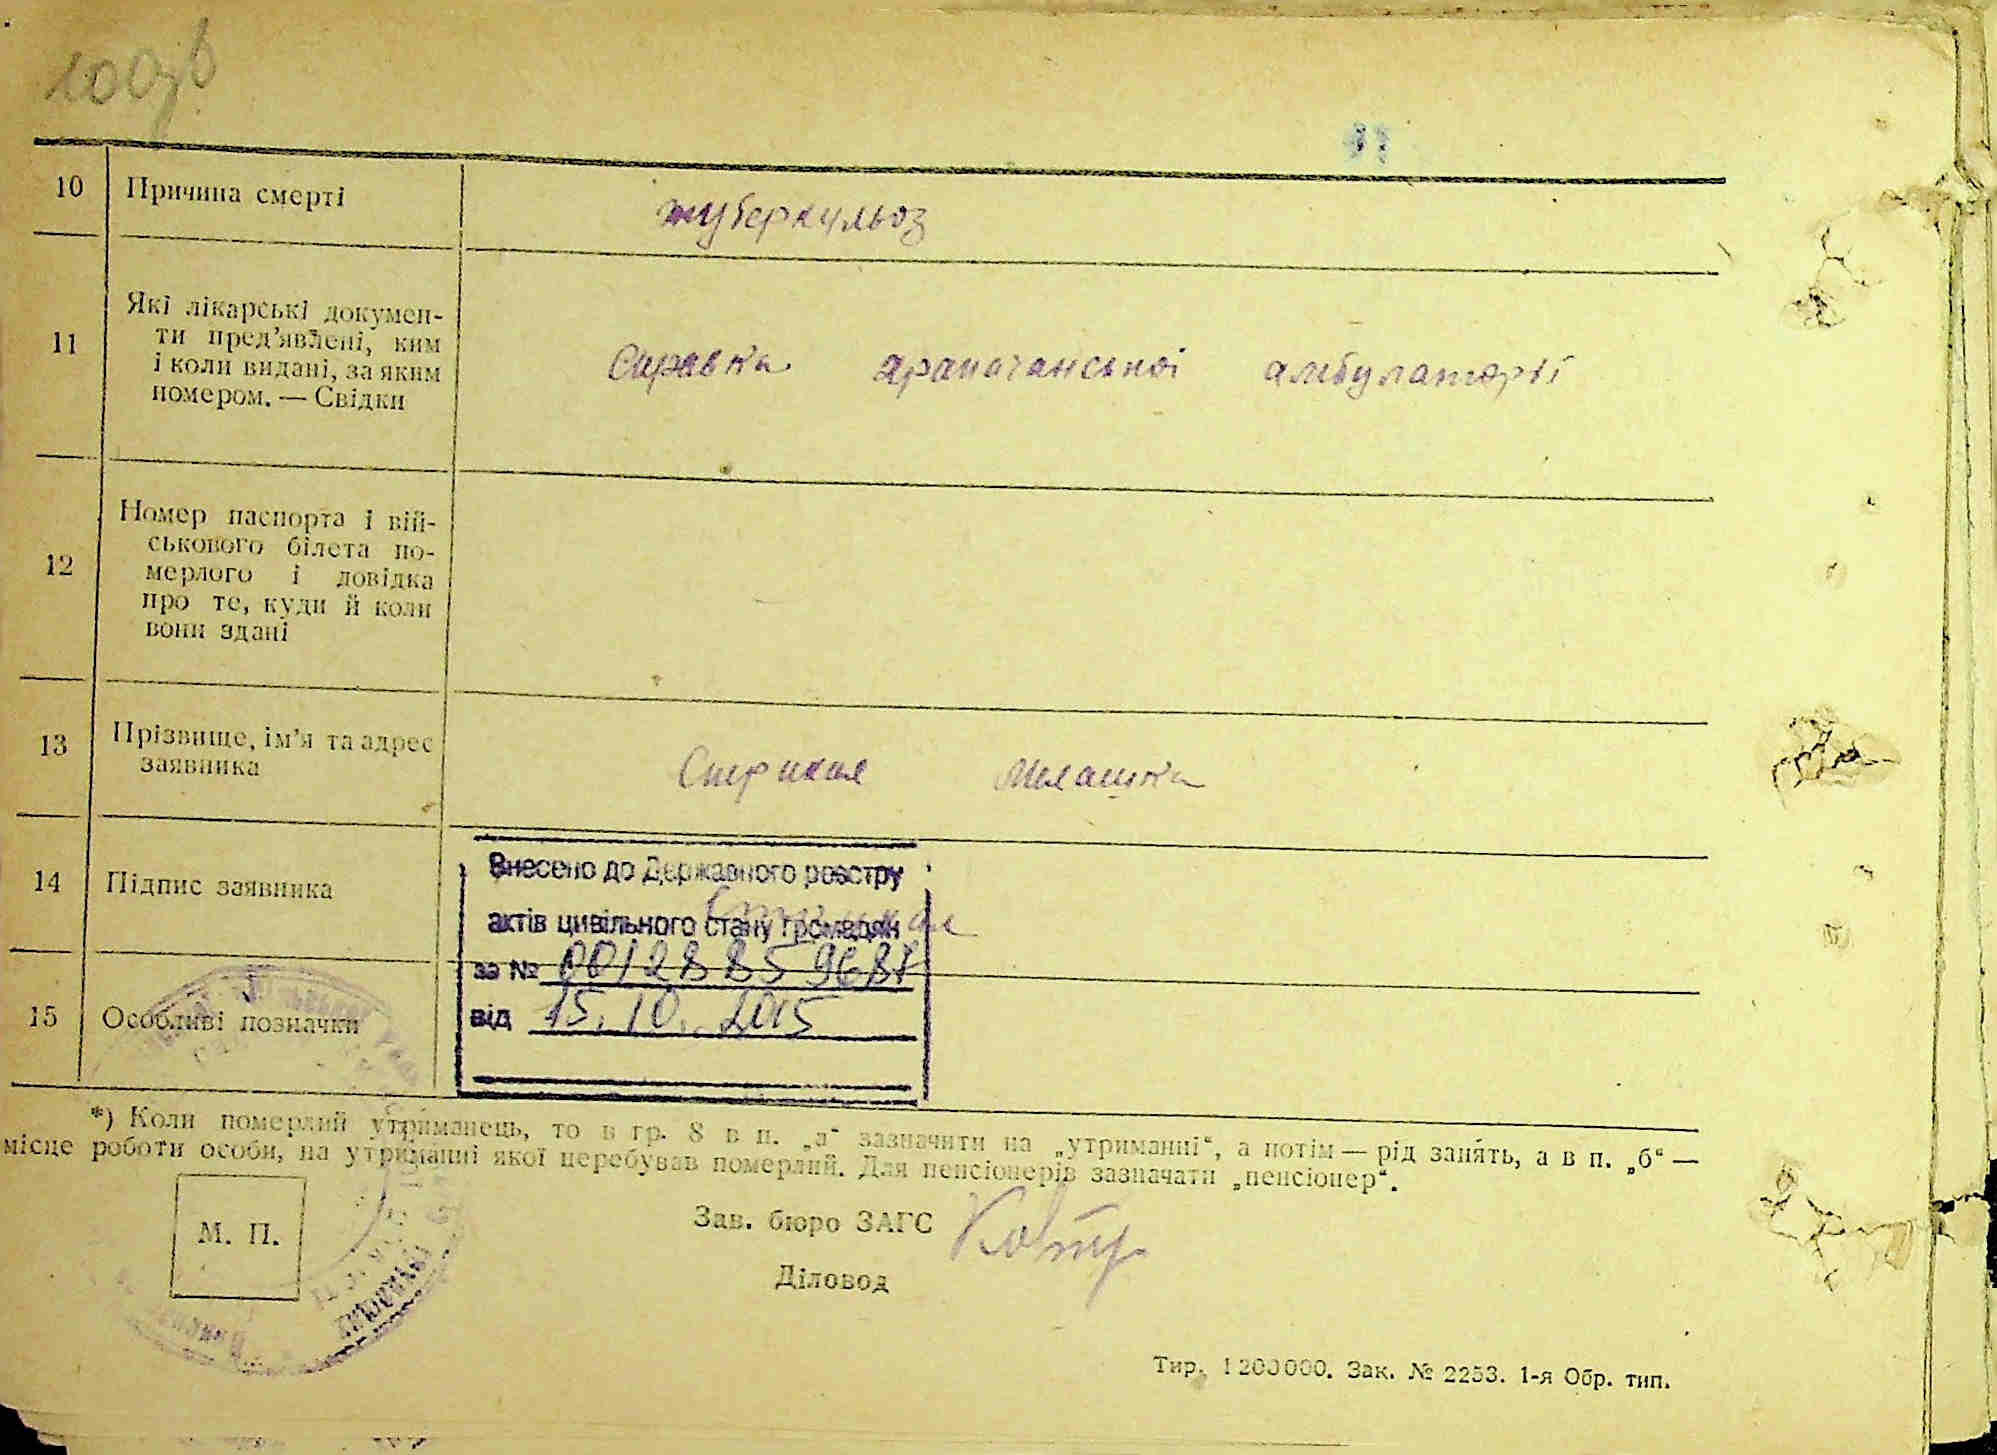 10
Причина смерті
туберкульоз
11
Які лікарські докумен-
ти пред’явлені, ким
і коли видані, за яким
номером. — Свідки
Справка арапачанської амбулаторії
12
Номер паспорта і вій-
ськового білета по-
мерлого і довідка
про те, куди й коли
вони здані
13
Прізвище, ім’я та адрес
заявника
Стрикал Милашка
14
Підпис заявника
Внесено до Державного реєстру
актів цивільного стану громадян
за № 00128859687
від 15.10.2015
15
Особливі позначки
*) Коли померлий утриманець, то в гр. 8 в п. „а“ зазначити на „утриманні“, а потім — рід занять, а в п. „б“ —
місце роботи особи, на утриманні якої перебував померлий. Для пенсіонерів зазначати „пенсіонер“.
М. П.
Зав. бюро ЗАГС
Діловод
Тир. 1200000. Зак. № 2253. 1-я Обр. тип.